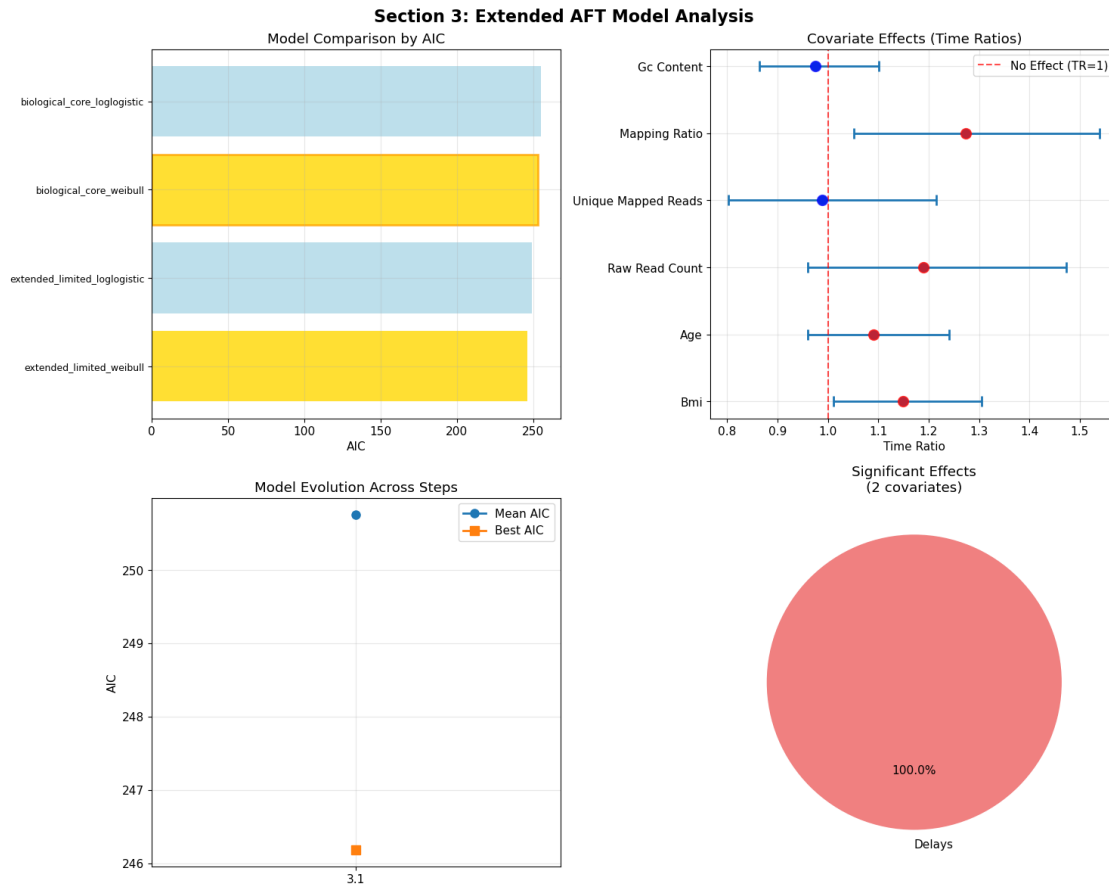 Section 3: Extended AFT Model Analysis
Model Comparison by AIC
biological_core_loglogistic
biological_core_weibull
extended_limited_loglogistic
extended_limited_weibull
0 50 100 150 200 250
AIC
Covariate Effects (Time Ratios)
No Effect (TR=1)
Gc Content
Mapping Ratio
Unique Mapped Reads
Raw Read Count
Age
Bmi
0.8 0.9 1.0 1.1 1.2 1.3 1.4 1.5
Time Ratio
Model Evolution Across Steps
Mean AIC
Best AIC
250
249
248
247
246
AIC
3.1
Significant Effects
(2 covariates)
100.0%
Delays